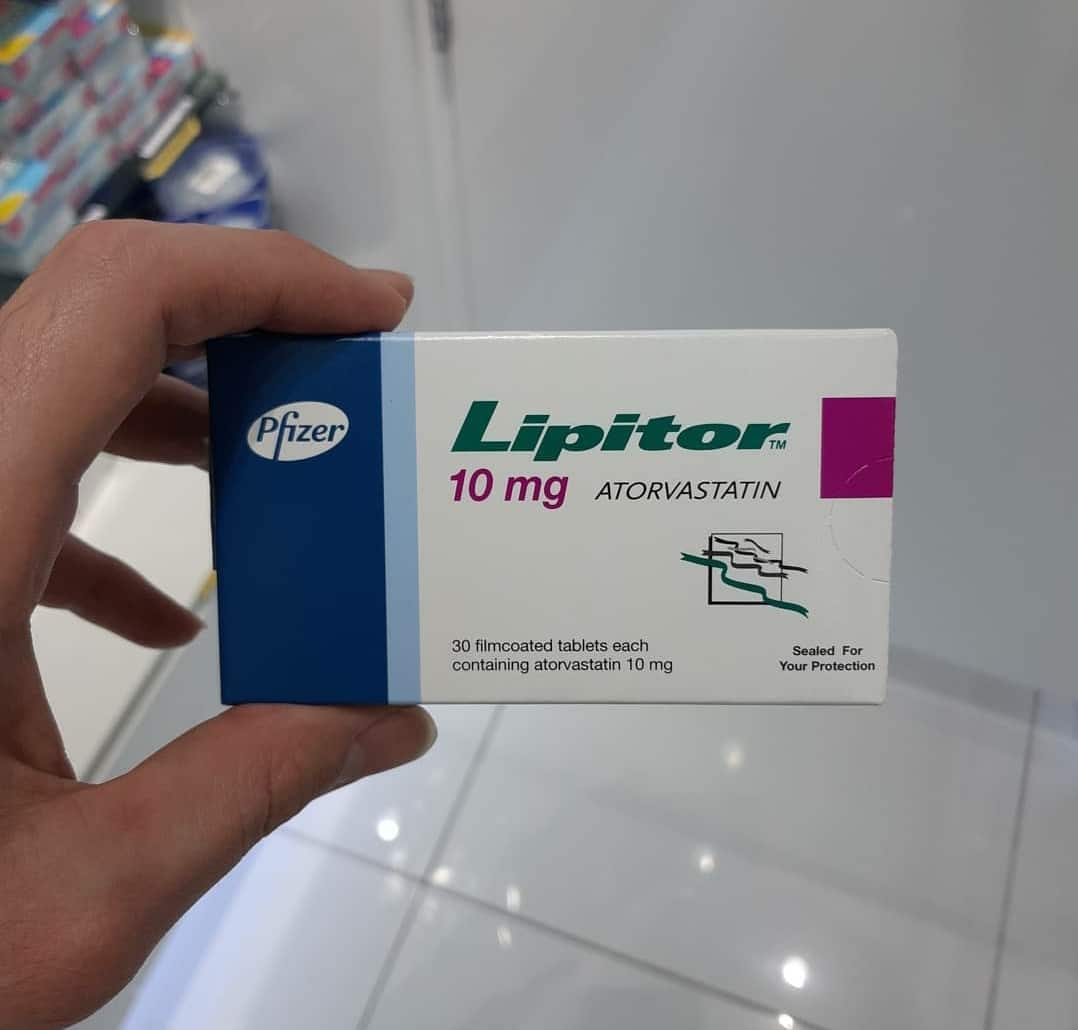 Pfizer
Lipitor™
10 mg ATORVASTATIN
30 filmcoated tablets each
containing atorvastatin 10 mg
Sealed For
Your Protection